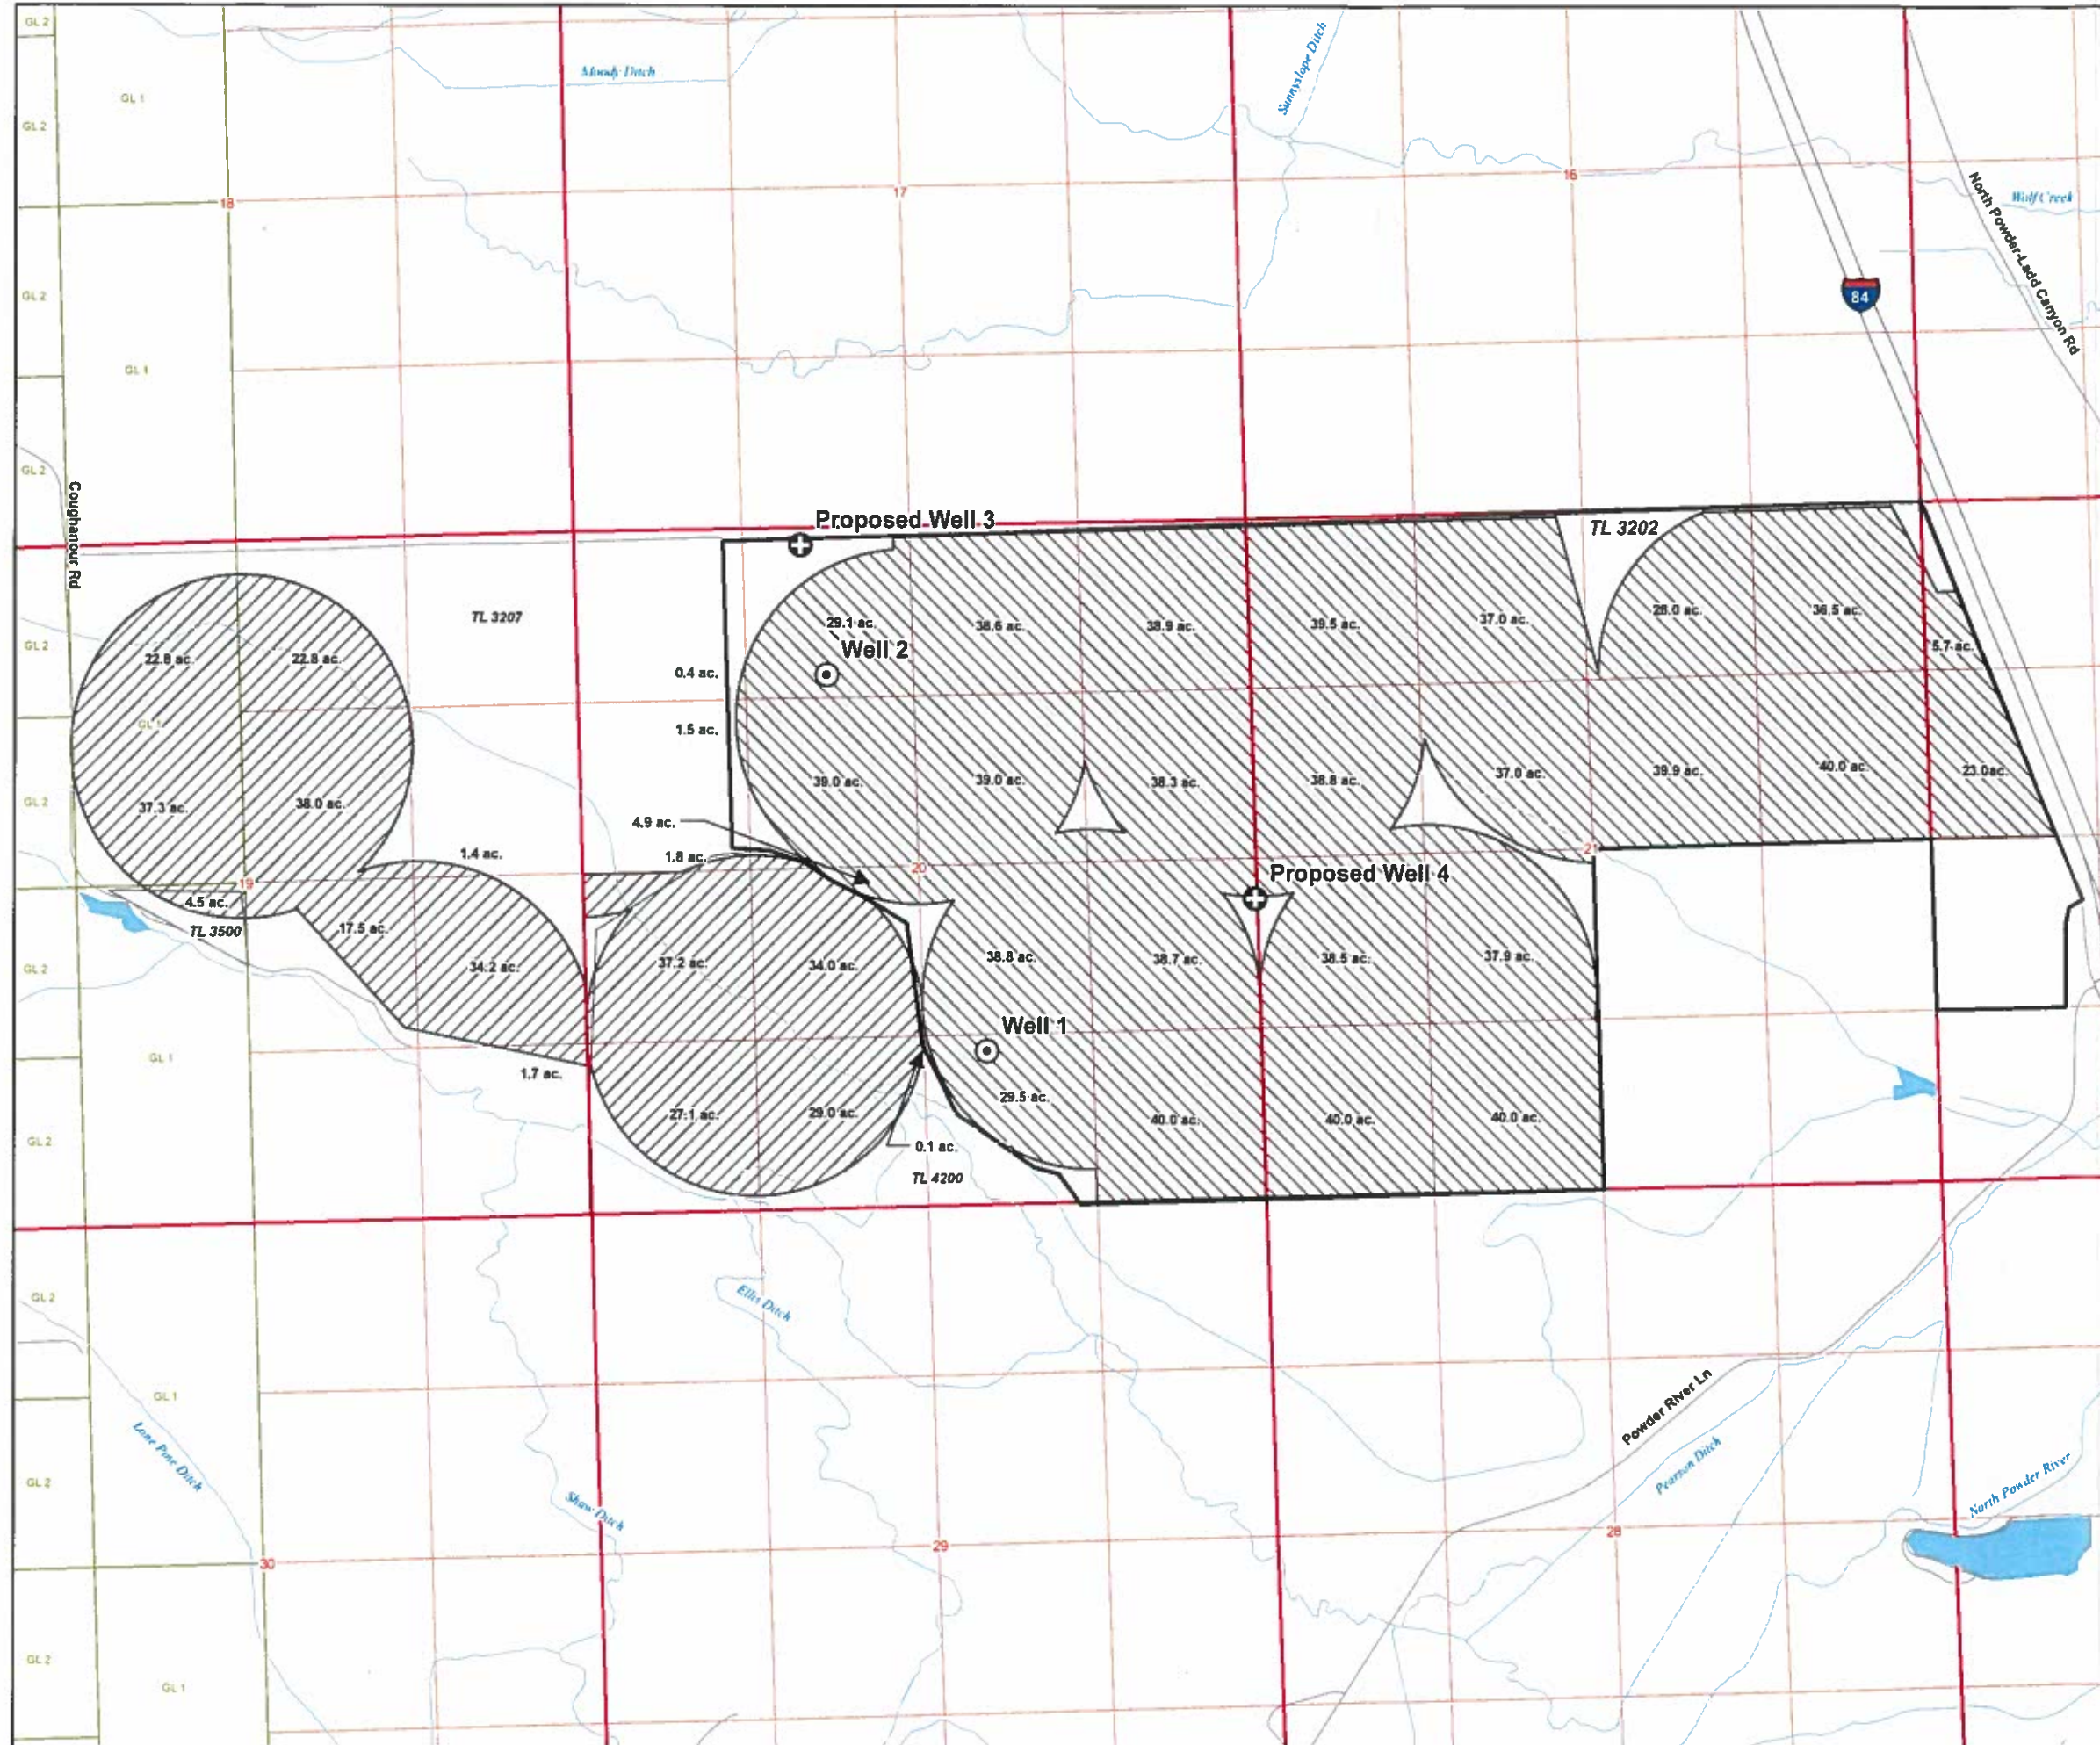 GL 2
Moody Ditch
Sunnyslope Ditch
GL 1
GL 2
18
17
16
North Powder-Ladd Canyon Rd
Wolf Creek
GL 2
84
GL 1
GL 2
Coughanour Rd
Proposed Well 3
TL 3202
TL 3207
29.1 ac.
38.6 ac.
38.9 ac.
39.5 ac.
37.0 ac.
28.0 ac.
36.5 ac.
5.7 ac.
GL 2
22.8 ac.
22.8 ac.
0.4 ac.
Well 2
GL 1
1.5 ac.
GL 2
37.3 ac.
38.0 ac.
39.0 ac.
39.0 ac.
38.3 ac.
38.8 ac.
37.0 ac.
39.9 ac.
40.0 ac.
23.0 ac.
4.9 ac.
1.4 ac.
1.8 ac.
20
21
19
Proposed Well 4
4.5 ac.
TL 3500
17.5 ac.
GL 2
34.2 ac.
37.2 ac.
34.0 ac.
38.8 ac.
38.7 ac.
38.5 ac.
37.9 ac.
Well 1
GL 1
1.7 ac.
29.5 ac.
GL 2
27.1 ac.
29.0 ac.
40.0 ac.
40.0 ac.
40.0 ac.
0.1 ac.
TL 4200
GL 2
Ellis Ditch
GL 1
Powder River Ln
Lone Pine Ditch
Pearson Ditch
GL 2
Shaw Ditch
North Powder River
30
29
28
GL 2
GL 1